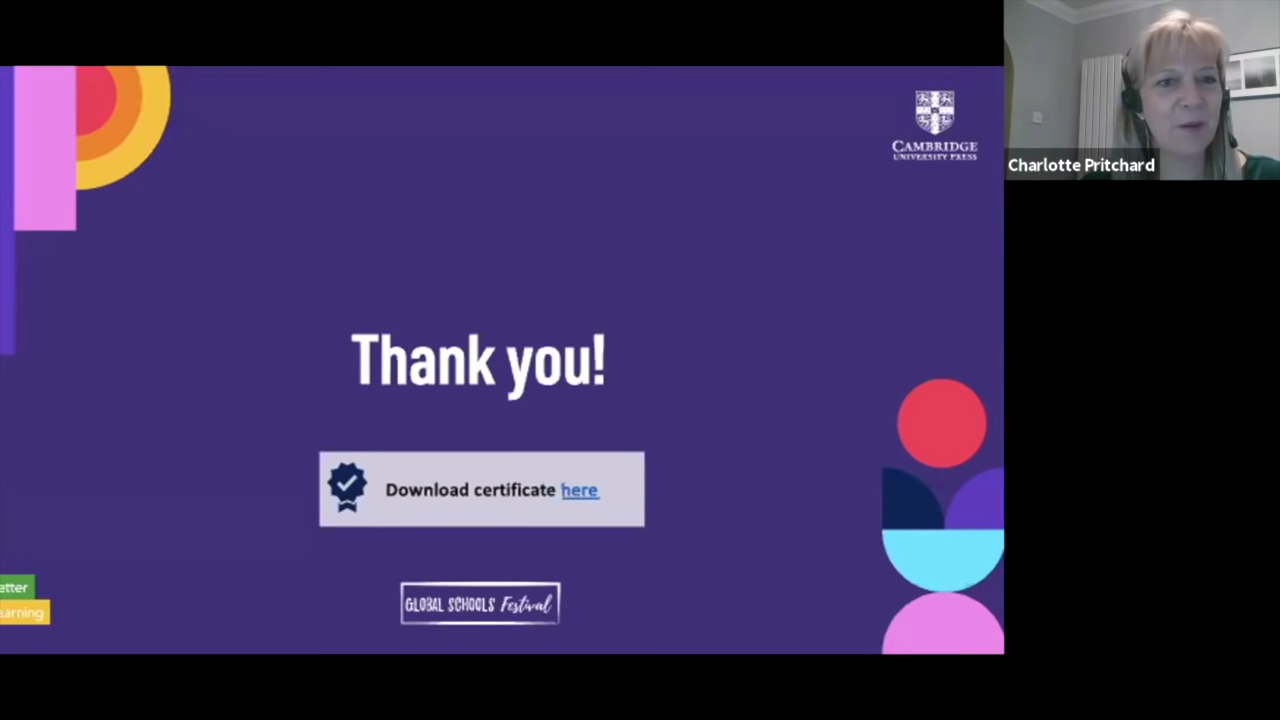 CAMBRIDGE
UNIVERSITY PRESS
Charlotte Pritchard
Thank you!
Download certificate here
etter
earning
GLOBAL SCHOOLS Festival